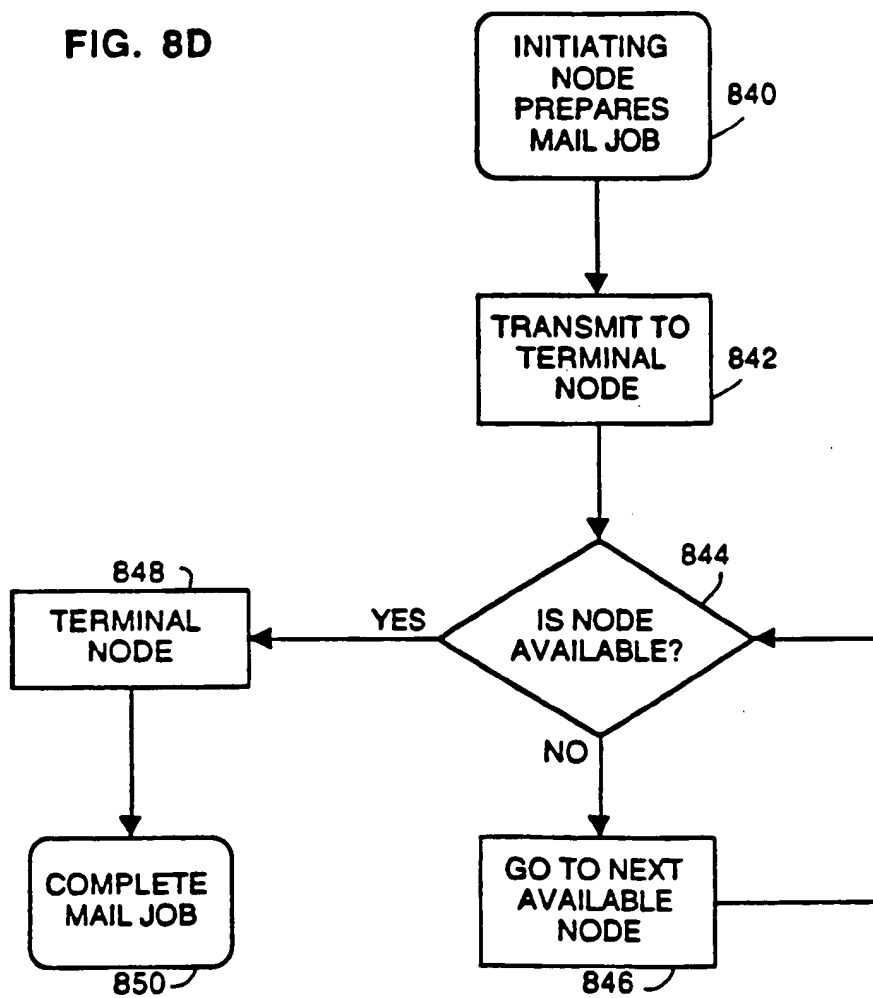 FIG. 8D
INITIATING
NODE
PREPARES
MAIL JOB
840
TRANSMIT TO
TERMINAL
NODE
842
844
IS NODE
AVAILABLE?
YES
NO
848
TERMINAL
NODE
COMPLETE
MAIL JOB
850
GO TO NEXT
AVAILABLE
NODE
846